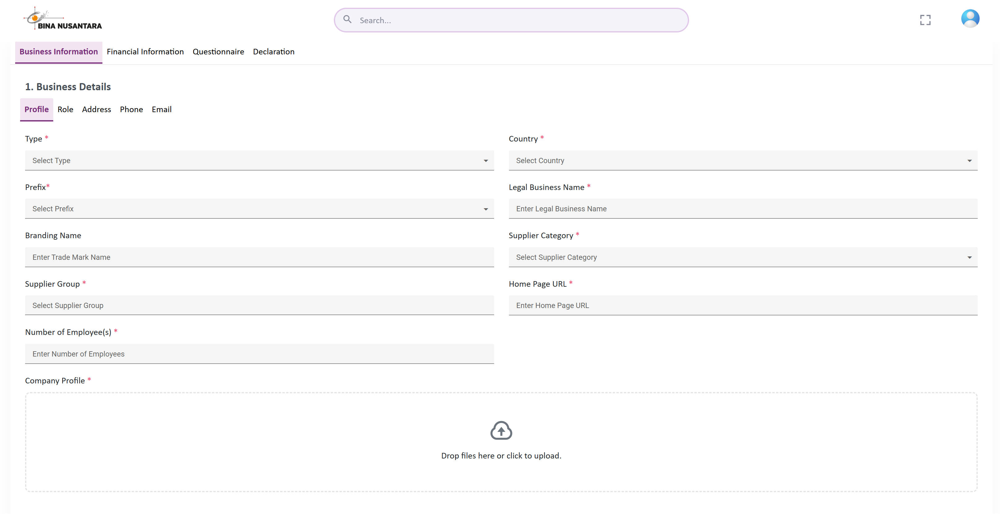 BINA NUSANTARA
Search...
Business Information Financial Information Questionnaire Declaration
1. Business Details
Profile Role Address Phone Email
Type * Country *
Select Type Select Country
Prefix* Legal Business Name *
Select Prefix Enter Legal Business Name
Branding Name Supplier Category *
Enter Trade Mark Name Select Supplier Category
Supplier Group * Home Page URL *
Select Supplier Group Enter Home Page URL
Number of Employee(s) *
Enter Number of Employees
Company Profile *
Drop files here or click to upload.